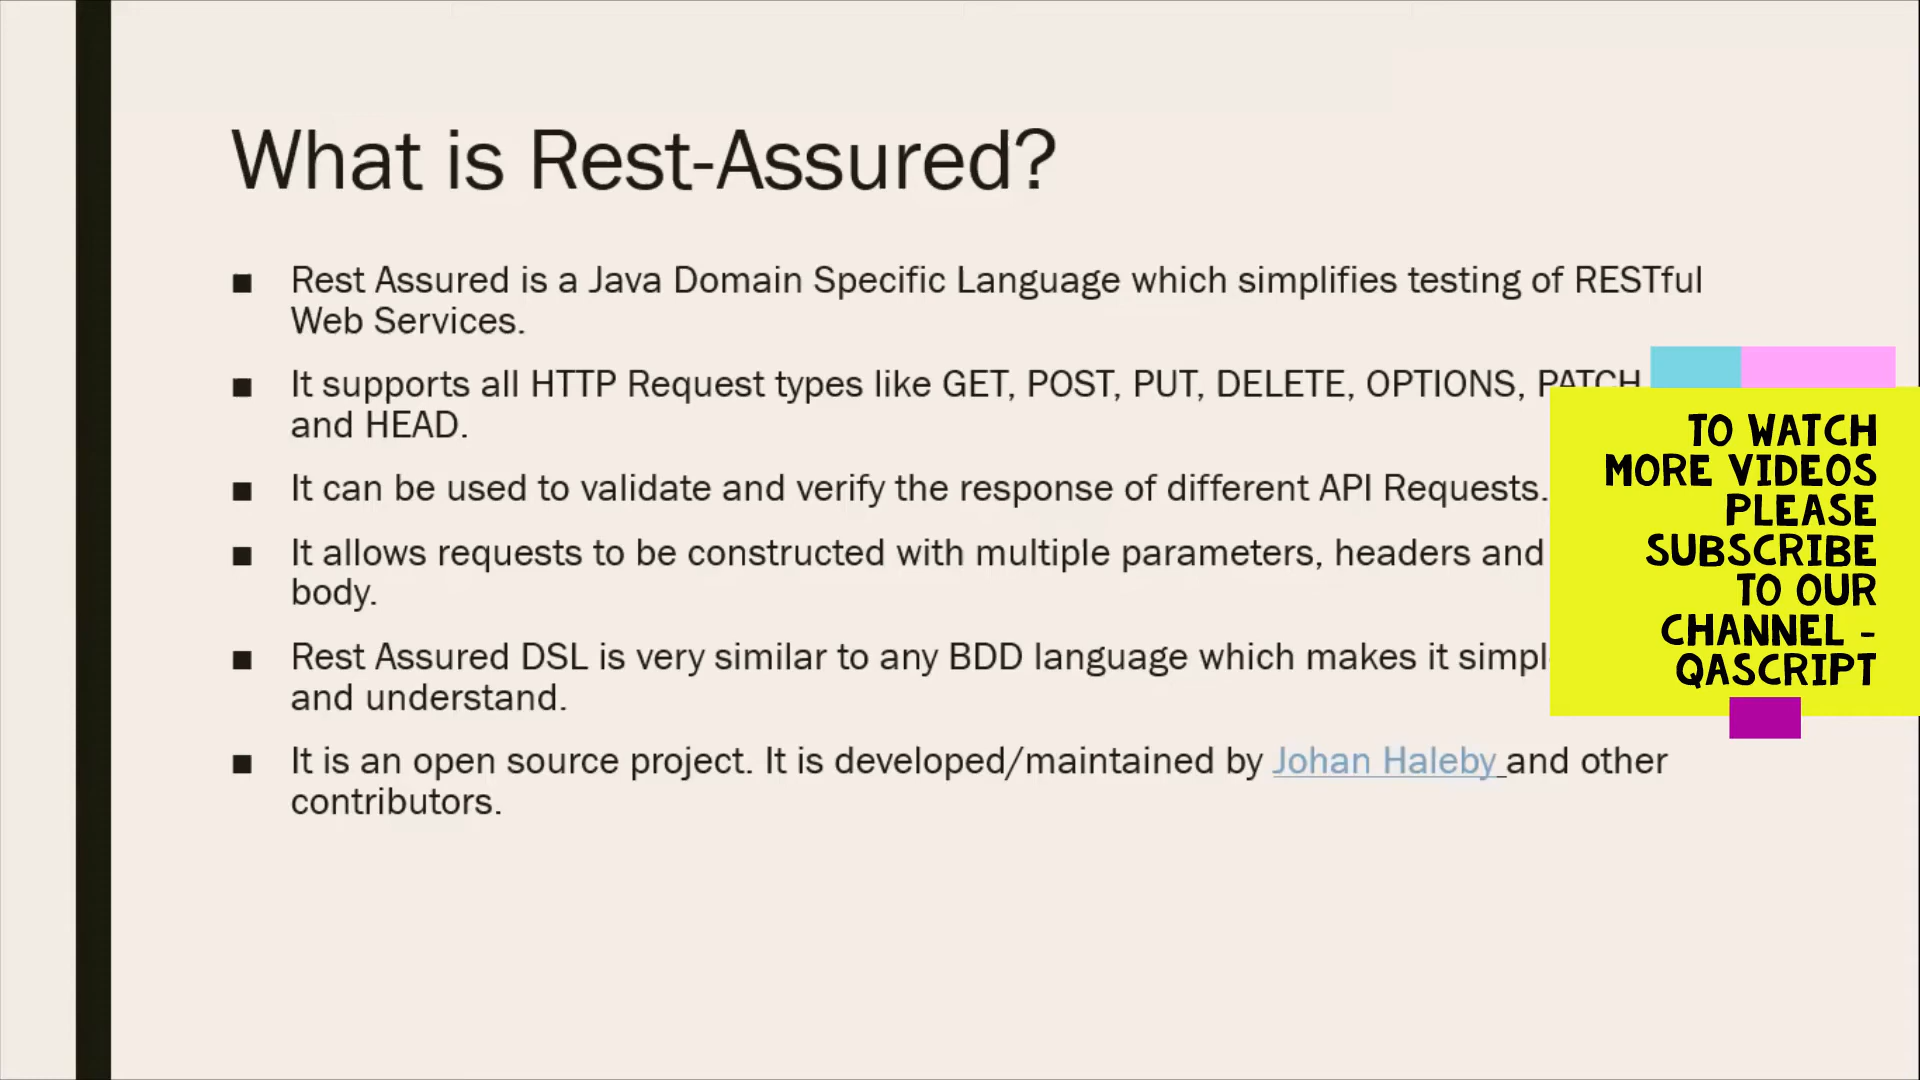 What is Rest-Assured?
■ Rest Assured is a Java Domain Specific Language which simplifies testing of RESTful
Web Services.
■ It supports all HTTP Request types like GET, POST, PUT, DELETE, OPTIONS, PATCH
and HEAD.
■ It can be used to validate and verify the response of different API Requests.
■ It allows requests to be constructed with multiple parameters, headers and
body.
■ Rest Assured DSL is very similar to any BDD language which makes it
and understand.
■ It is an open source project. It is developed/maintained by Johan Haleby and other
contributors.
TO WATCH
MORE VIDEOS
PLEASE
SUBSCRIBE
TO OUR
CHANNEL -
QASCRIPT